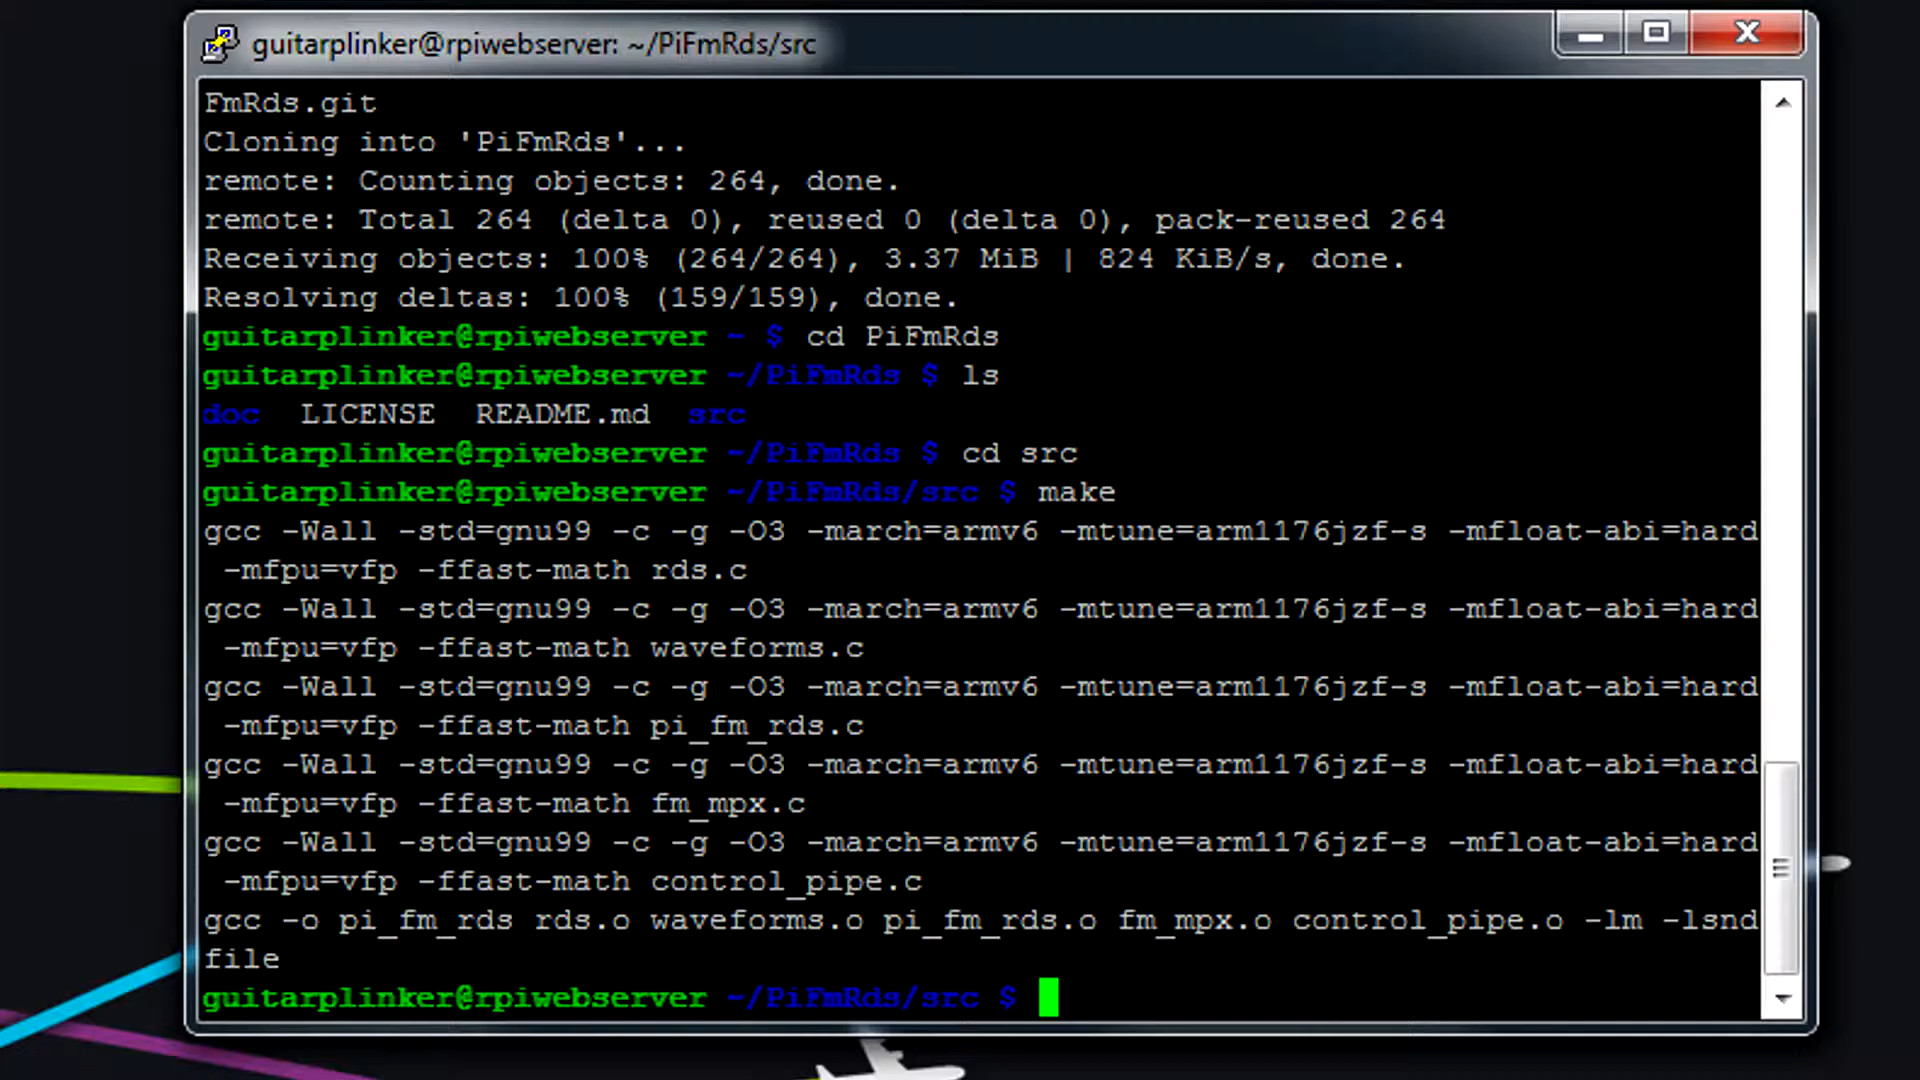 guitarplinker@rpiwebserver: ~/PiFmRds/src
FmRds.git
Cloning into 'PiFmRds'...
remote: Counting objects: 264, done.
remote: Total 264 (delta 0), reused 0 (delta 0), pack-reused 264
Receiving objects: 100% (264/264), 3.37 MiB | 824 KiB/s, done.
Resolving deltas: 100% (159/159), done.
guitarplinker@rpiwebserver ~ $ cd PiFmRds
guitarplinker@rpiwebserver ~/PiFmRds $ ls
doc  LICENSE  README.md  src
guitarplinker@rpiwebserver ~/PiFmRds $ cd src
guitarplinker@rpiwebserver ~/PiFmRds/src $ make
gcc -Wall -std=gnu99 -c -g -O3 -march=armv6 -mtune=arm1176jzf-s -mfloat-abi=hard
-mfpu=vfp -ffast-math rds.c
gcc -Wall -std=gnu99 -c -g -O3 -march=armv6 -mtune=arm1176jzf-s -mfloat-abi=hard
-mfpu=vfp -ffast-math waveforms.c
gcc -Wall -std=gnu99 -c -g -O3 -march=armv6 -mtune=arm1176jzf-s -mfloat-abi=hard
-mfpu=vfp -ffast-math pi_fm_rds.c
gcc -Wall -std=gnu99 -c -g -O3 -march=armv6 -mtune=arm1176jzf-s -mfloat-abi=hard
-mfpu=vfp -ffast-math fm_mpx.c
gcc -Wall -std=gnu99 -c -g -O3 -march=armv6 -mtune=arm1176jzf-s -mfloat-abi=hard
-mfpu=vfp -ffast-math control_pipe.c
gcc -o pi_fm_rds rds.o waveforms.o pi_fm_rds.o fm_mpx.o control_pipe.o -lm -lsnd
file
guitarplinker@rpiwebserver ~/PiFmRds/src $